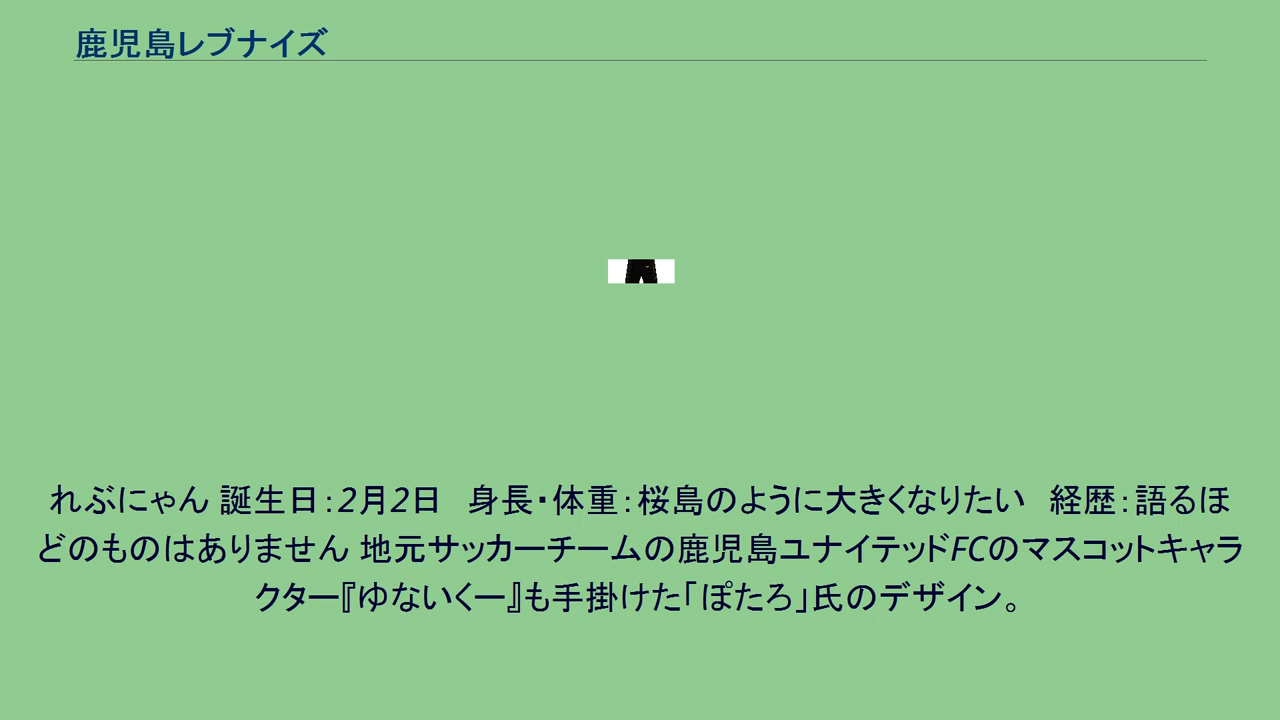 鹿児島レブナイズ
れぶにゃん 誕生日：2月2日　身長・体重：桜島のように大きくなりたい　経歴：語るほ
どのものはありません 地元サッカーチームの鹿児島ユナイテッドFCのマスコットキャラ
クター『ゆないくー』も手掛けた「ぽたろ」氏のデザイン。